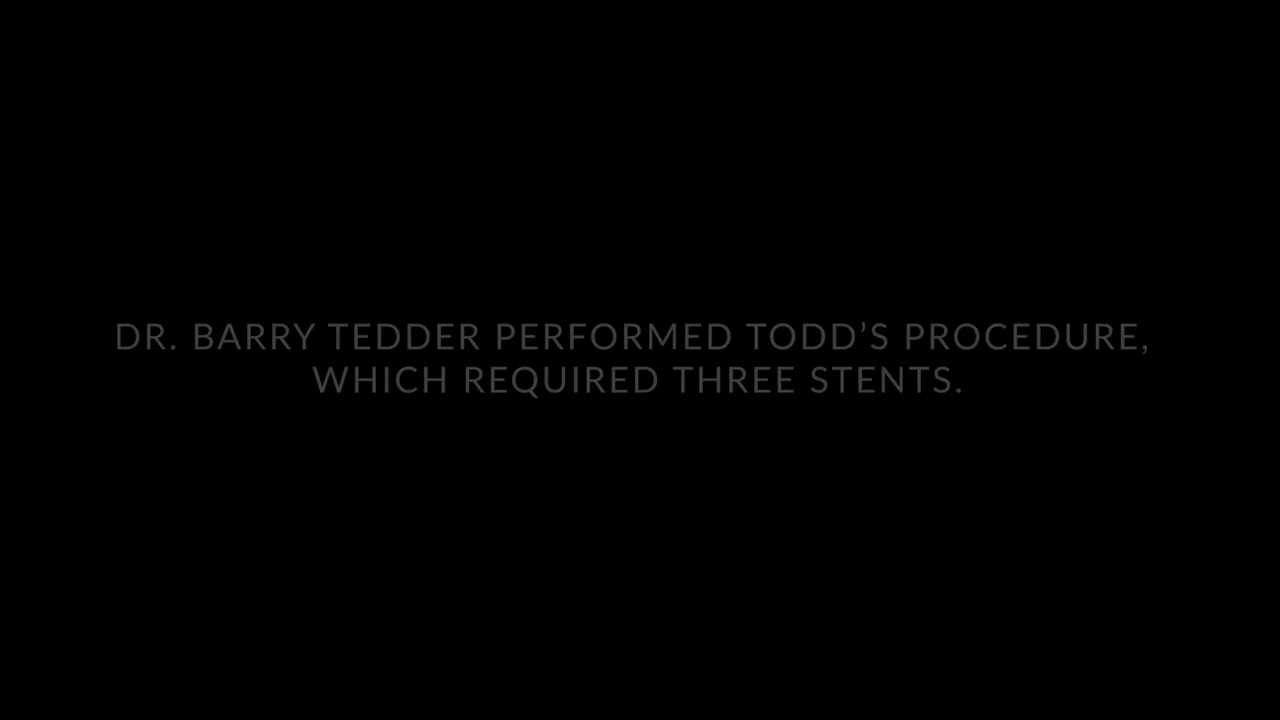 DR. BARRY TEDDER PERFORMED TODD’S PROCEDURE,
WHICH REQUIRED THREE STENTS.